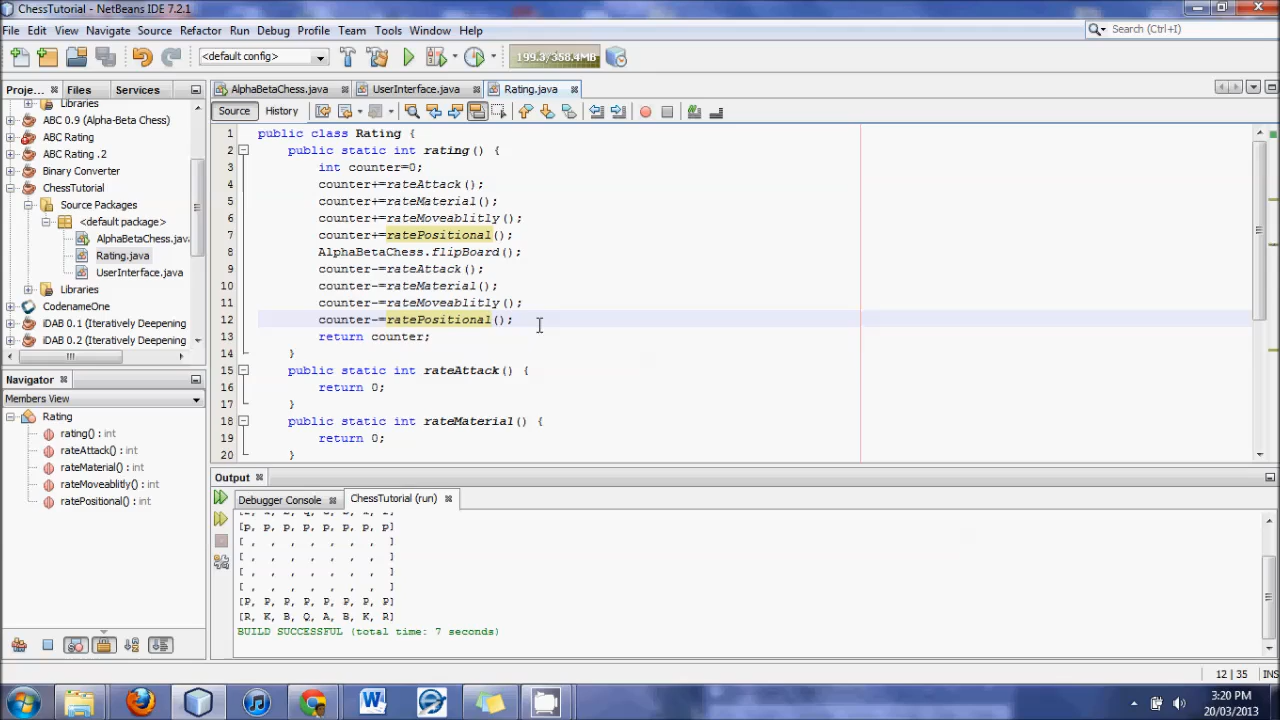 ChessTutorial - NetBeans IDE 7.2.1
File Edit View Navigate Source Refactor Run Debug Profile Team Tools Window Help
Search (Ctrl+I)
<default config>
199.3/358.4MB
Proje...
Files
Services
Libraries
ABC 0.9 (Alpha-Beta Chess)
ABC Rating
ABC Rating .2
Binary Converter
ChessTutorial
Source Packages
<default package>
AlphaBetaChess.java
Rating.java
UserInterface.java
Libraries
CodenameOne
iDAB 0.1 (Iteratively Deepening
iDAB 0.2 (Iteratively Deepening
Navigator
Members View
Rating
rating() : int
rateAttack() : int
rateMaterial() : int
rateMoveablitly() : int
ratePositional() : int
AlphaBetaChess.java
UserInterface.java
Rating.java
Source
History
1 public class Rating {
2 public static int rating() {
3 int counter=0;
4 counter+=rateAttack();
5 counter+=rateMaterial();
6 counter+=rateMoveablitly();
7 counter+=ratePositional();
8 AlphaBetaChess.flipBoard();
9 counter-=rateAttack();
10 counter-=rateMaterial();
11 counter-=rateMoveablitly();
12 counter-=ratePositional();
13 return counter;
14 }
15 public static int rateAttack() {
16 return 0;
17 }
18 public static int rateMaterial() {
19 return 0;
20 }
Output
Debugger Console
ChessTutorial (run)
[p, p, p, p, p, p, p, p]
[ , , , , , , , ]
[ , , , , , , , ]
[ , , , , , , , ]
[ , , , , , , , ]
[P, P, P, P, P, P, P, P]
[R, K, B, Q, A, B, K, R]
BUILD SUCCESSFUL (total time: 7 seconds)
12 | 35
INS
3:20 PM
20/03/2013